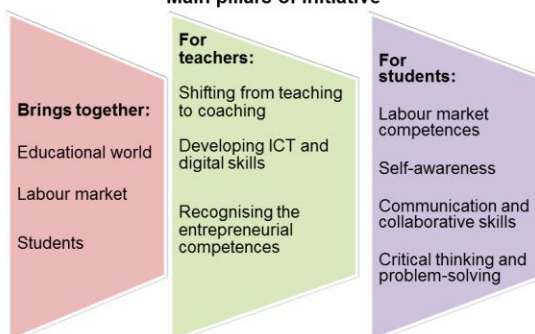 Main pillars of initiative
Brings together:
Educational world
Labour market
Students
For
teachers:
Shifting from teaching
to coaching
Developing ICT and
digital skills
Recognising the
entrepreneurial
competences
For
students:
Labour market
competences
Self-awareness
Communication and
collaborative skills
Critical thinking and
problem-solving